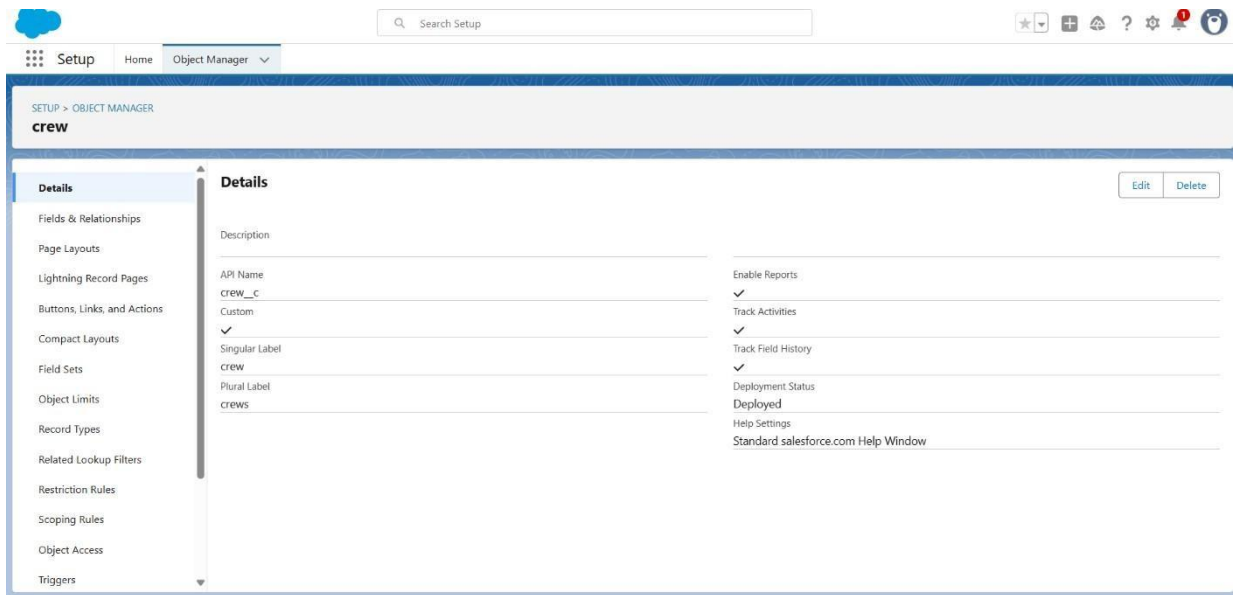 Search Setup
1
Setup
Home
Object Manager
SETUP > OBJECT MANAGER
crew
Details
Fields & Relationships
Page Layouts
Lightning Record Pages
Buttons, Links, and Actions
Compact Layouts
Field Sets
Object Limits
Record Types
Related Lookup Filters
Restriction Rules
Scoping Rules
Object Access
Triggers
Details
Edit
Delete
Description
API Name
crew__c
Custom
Singular Label
crew
Plural Label
crews
Enable Reports
Track Activities
Track Field History
Deployment Status
Deployed
Help Settings
Standard salesforce.com Help Window